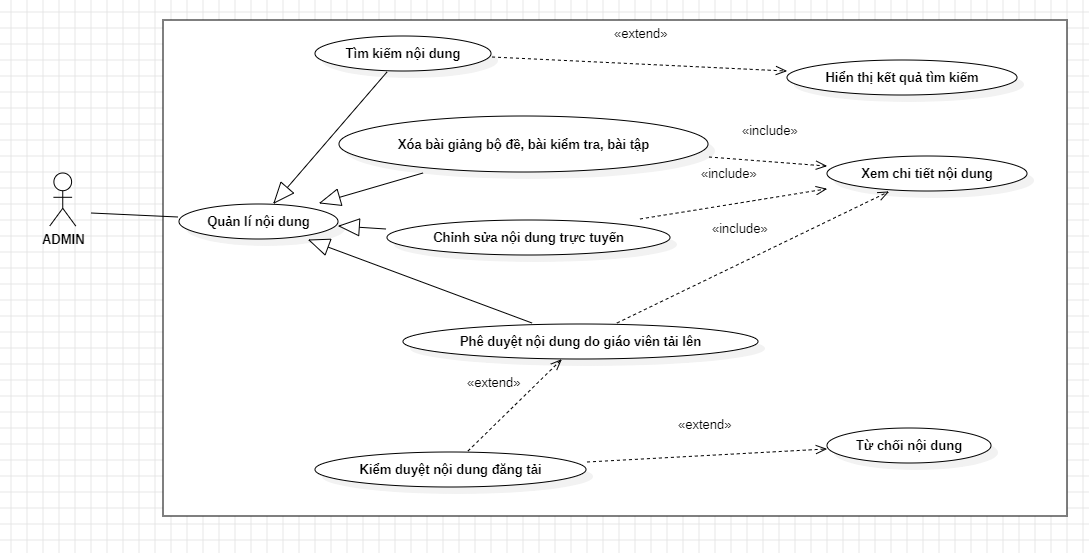 «extend»
Tìm kiếm nội dung
Hiển thị kết quả tìm kiếm
«include»
Xóa bài giảng bộ đề, bài kiểm tra, bài tập
«include»
Xem chi tiết nội dung
Quản lí nội dung
«include»
Chỉnh sửa nội dung trực tuyến
ADMIN
Phê duyệt nội dung do giáo viên tải lên
«extend»
«extend»
Từ chối nội dung
Kiểm duyệt nội dung đăng tải